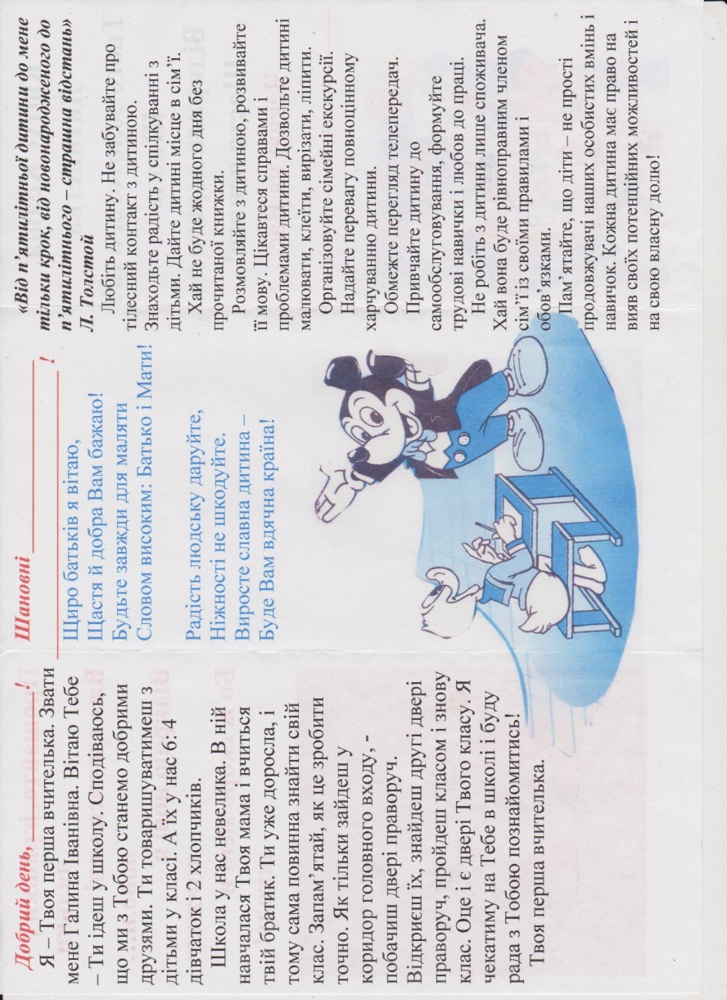 Добрий день, __________!
Я – Твоя перша вчителька. Звати
мене Галина Іванівна. Вітаю Тебе
– Ти ідеш у школу. Сподіваюсь,
що ми з Тобою станемо добрими
друзями. Ти товаришуватимеш з
дітьми у класі. А їх у нас 6: 4
дівчаток і 2 хлопчиків.
Школа у нас невелика. В ній
навчалася Твоя мама і вчиться
твій братик. Ти уже доросла, і
тому сама повинна знайти свій
клас. Запам’ятай, як це зробити
точно. Як тільки зайдеш у
коридор головного входу, -
побачиш двері праворуч.
Відкриєш їх, знайдеш другі двері
праворуч, пройдеш класом і знову
клас. Оце і є двері Твого класу. Я
чекатиму на Тебе в школі і буду
рада з Тобою познайомитись!
Твоя перша вчителька.
Шановні ____________________
______________________________!
Щиро батьків я вітаю,
Щастя й добра Вам бажаю!
Будьте завжди для маляти
Словом високим: Батько і Мати!
Радість людську даруйте,
Ніжності не шкодуйте.
Виросте славна дитина –
Буде Вам вдячна країна!
«Від п’ятилітньої дитини до мене
тільки крок, від новонародженого до
п’ятилітнього – страшна відстань»
Л. Толстой
Любіть дитину. Не забувайте про
тілесний контакт з дитиною.
Знаходьте радість у спілкуванні з
дітьми. Дайте дитині місце в сім’ї.
Хай не буде жодного дня без
прочитаної книжки.
Розмовляйте з дитиною, розвивайте
її мову. Цікавтеся справами і
проблемами дитини. Дозвольте дитині
малювати, клеїти, вирізати, ліпити.
Організовуйте сімейні екскурсії.
Надайте перевагу повноцінному
харчуванню дитини.
Обмежте перегляд телепередач.
Привчайте дитину до
самообслуговування, формуйте
трудові навички і любов до праці.
Не робіть з дитини лише споживача.
Хай вона буде рівноправним членом
сім’ї із своїми правилами і
обов’язками.
Пам’ятайте, що діти – не прості
продовжувачі наших особистих вмінь і
навичок. Кожна дитина має право на
вияв своїх потенційних можливостей і
на свою власну долю!